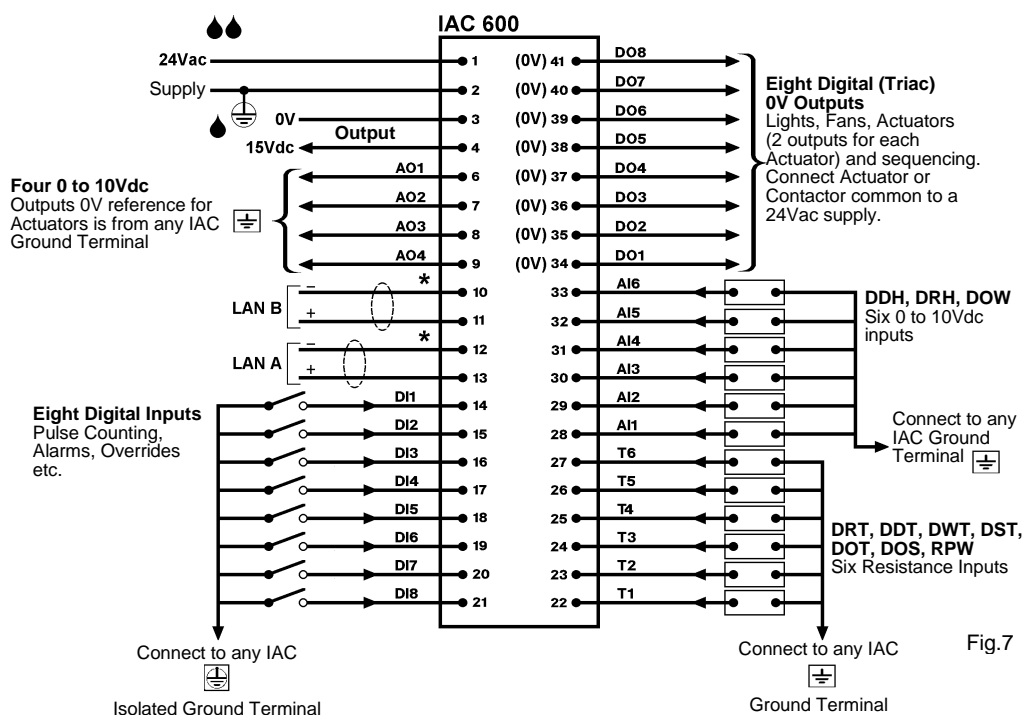 IAC 600
24Vac
Supply
0V
Output
15Vdc
Four 0 to 10Vdc
Outputs 0V reference for
Actuators is from any IAC
Ground Terminal
AO1
AO2
AO3
AO4
*
LAN B
−
+
*
LAN A
−
+
Eight Digital Inputs
Pulse Counting,
Alarms, Overrides
etc.
DI1
DI2
DI3
DI4
DI5
DI6
DI7
DI8
Connect to any IAC
Isolated Ground Terminal
1
2
3
4
6
7
8
9
10
11
12
13
14
15
16
17
18
19
20
21
(0V) 41
(0V) 40
(0V) 39
(0V) 38
(0V) 37
(0V) 36
(0V) 35
(0V) 34
33
32
31
30
29
28
27
26
25
24
23
22
DO8
DO7
DO6
DO5
DO4
DO3
DO2
DO1
AI6
AI5
AI4
AI3
AI2
AI1
T6
T5
T4
T3
T2
T1
Eight Digital (Triac)
0V Outputs
Lights, Fans, Actuators
(2 outputs for each
Actuator) and sequencing.
Connect Actuator or
Contactor common to a
24Vac supply.
DDH, DRH, DOW
Six 0 to 10Vdc
inputs
Connect to any
IAC Ground
Terminal
DRT, DDT, DWT, DST,
DOT, DOS, RPW
Six Resistance Inputs
Connect to any IAC
Ground Terminal
Fig.7